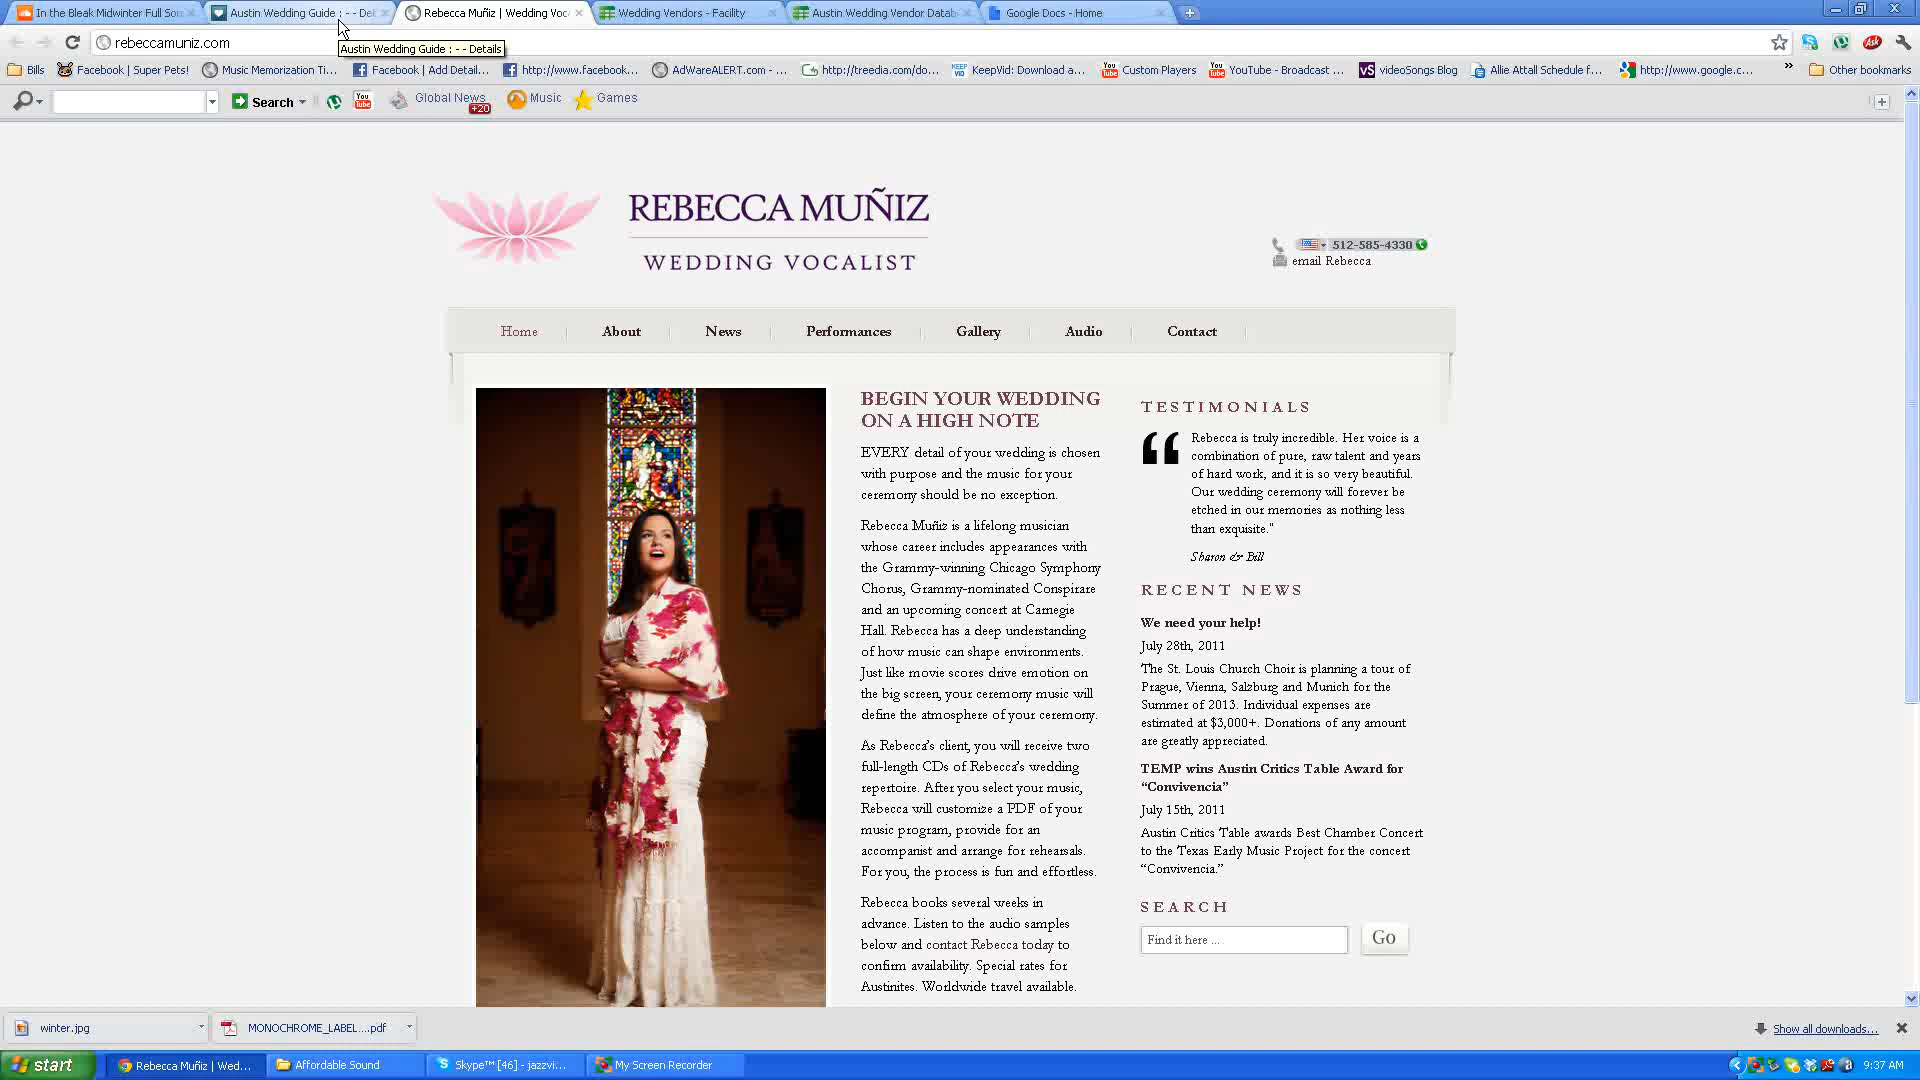 In the Bleak Midwinter Full So
Austin Wedding Guide : - - Det
Rebecca Muñiz | Wedding Voc
Wedding Vendors - Facility
Austin Wedding Vendor Datab
Google Docs - Home
rebeccamuniz.com
Austin Wedding Guide : - - Details
Ask
Bills
Facebook | Super Pets!
Music Memorization Ti...
Facebook | Add Detail...
http://www.facebook...
AdWareALERT.com - ...
http://treedia.com/do...
KeepVid: Download a...
Custom Players
YouTube - Broadcast ...
videoSongs Blog
Allie Attall Schedule f...
http://www.google.c...
»
Other bookmarks
Search
You Tube
Global News
+20
Music
Games
REBECCA MUÑIZ
WEDDING VOCALIST
512-585-4330
email Rebecca
Home
About
News
Performances
Gallery
Audio
Contact
BEGIN YOUR WEDDING
ON A HIGH NOTE
EVERY detail of your wedding is chosen
with purpose and the music for your
ceremony should be no exception.
Rebecca Muñiz is a lifelong musician
whose career includes appearances with
the Grammy-winning Chicago Symphony
Chorus, Grammy-nominated Conspirare
and an upcoming concert at Carnegie
Hall. Rebecca has a deep understanding
of how music can shape environments.
Just like movie scores drive emotion on
the big screen, your ceremony music will
define the atmosphere of your ceremony.
As Rebecca's client, you will receive two
full-length CDs of Rebecca's wedding
repertoire. After you select your music,
Rebecca will customize a PDF of your
music program, provide for an
accompanist and arrange for rehearsals.
For you, the process is fun and effortless.
Rebecca books several weeks in
advance. Listen to the audio samples
below and contact Rebecca today to
confirm availability. Special rates for
Austinites. Worldwide travel available.
TESTIMONIALS
“ Rebecca is truly incredible. Her voice is a
combination of pure, raw talent and years
of hard work, and it is so very beautiful.
Our wedding ceremony will forever be
etched in our memories as nothing less
than exquisite."
Sharon & Bill
RECENT NEWS
We need your help!
July 28th, 2011
The St. Louis Church Choir is planning a tour of
Prague, Vienna, Salzburg and Munich for the
Summer of 2013. Individual expenses are
estimated at $3,000+. Donations of any amount
are greatly appreciated.
TEMP wins Austin Critics Table Award for
“Convivencia”
July 15th, 2011
Austin Critics Table awards Best Chamber Concert
to the Texas Early Music Project for the concert
“Convivencia.”
SEARCH
Find it here ...
Go
winter.jpg
MONOCHROME_LABEL....pdf
Show all downloads...
start
Rebecca Muñiz | Wed...
Affordable Sound
Skype™ [46] - jazzvi...
My Screen Recorder
9:37 AM